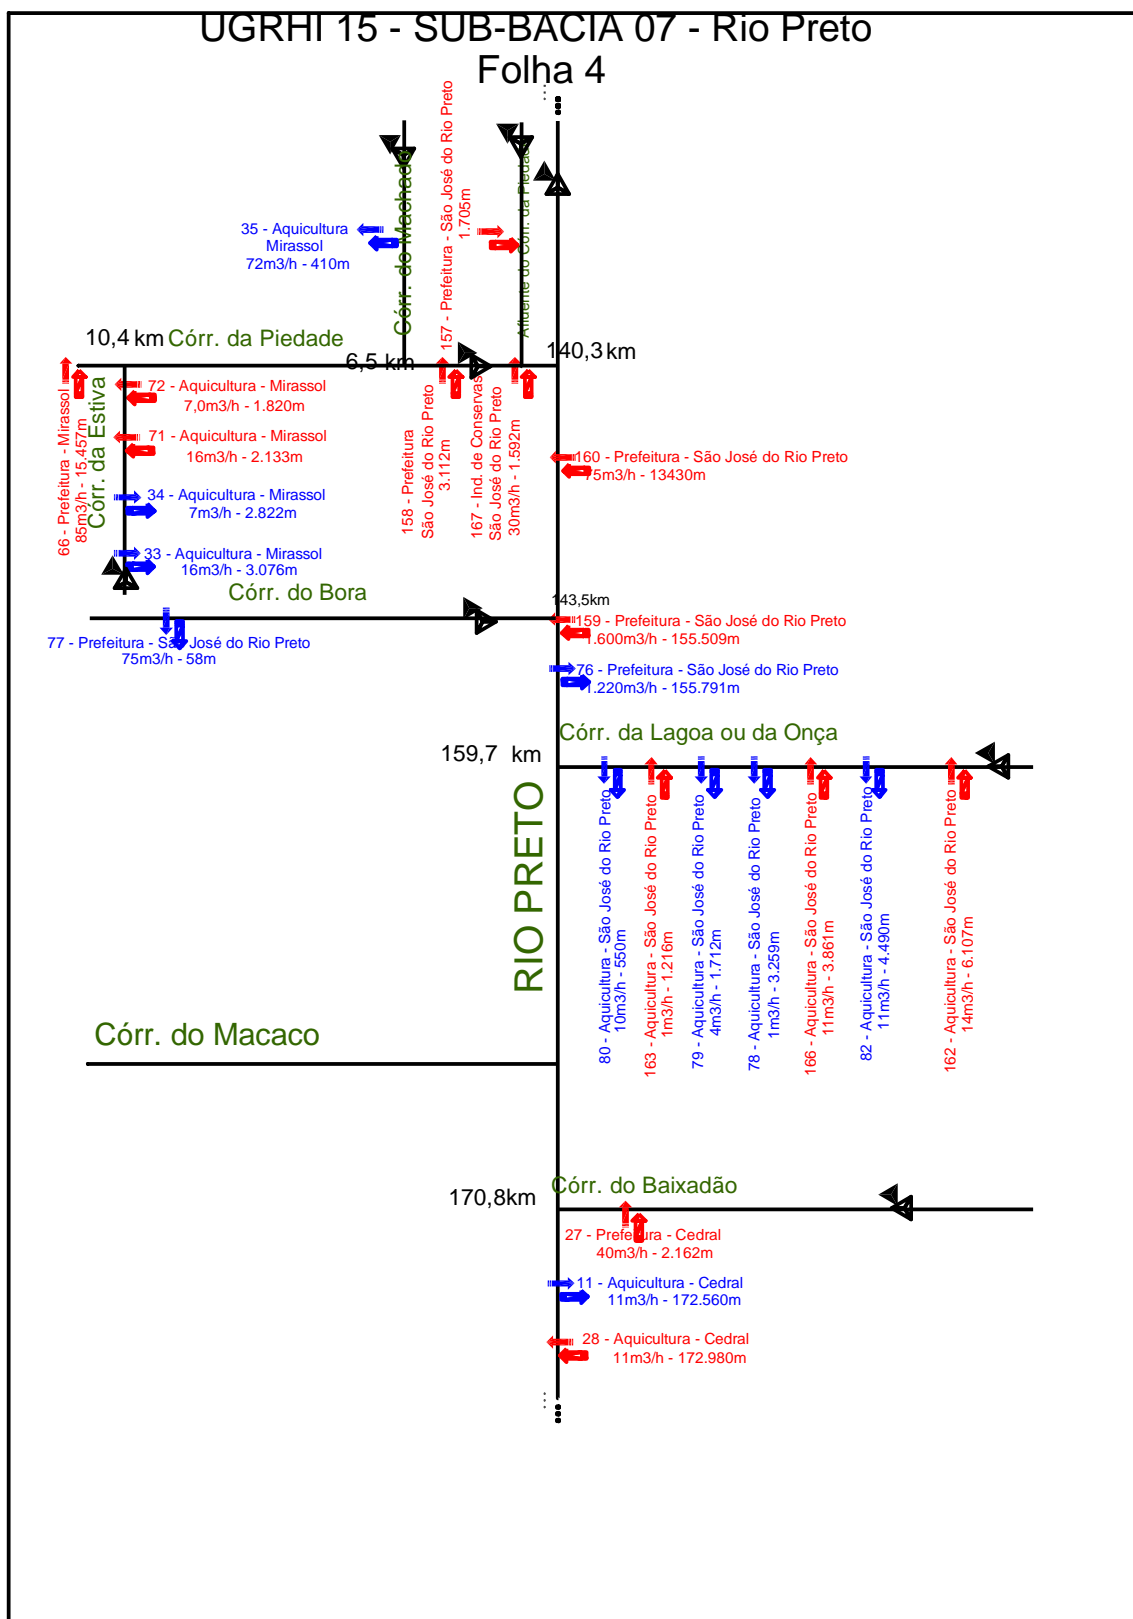 UGRHI 15 - SUB-BACIA 07 - Rio Preto
Folha 4
35 - Aquicultura
Mirassol
72m3/h - 410m
Córr. do Machado
157 - Prefeitura - São José do Rio Preto
1.705m
Afluente do Córr. da Piedade
10,4 km
Córr. da Piedade
6,5 km
140,3 km
66 - Prefeitura - Mirassol
85m3/h - 15.457m
Córr. da Estiva
72 - Aquicultura - Mirassol
7,0m3/h - 1.820m
71 - Aquicultura - Mirassol
16m3/h - 2.133m
34 - Aquicultura - Mirassol
7m3/h - 2.822m
33 - Aquicultura - Mirassol
16m3/h - 3.076m
158 - Prefeitura
São José do Rio Preto
3.112m
167 - Ind. de Conservas
São José do Rio Preto
30m3/h - 1.592m
160 - Prefeitura - São José do Rio Preto
75m3/h - 13430m
Córr. do Bora
143,5km
77 - Prefeitura - São José do Rio Preto
75m3/h - 58m
159 - Prefeitura - São José do Rio Preto
1.600m3/h - 155.509m
76 - Prefeitura - São José do Rio Preto
1.220m3/h - 155.791m
Córr. da Lagoa ou da Onça
159,7 km
RIO PRETO
80 - Aquicultura - São José do Rio Preto
10m3/h - 550m
163 - Aquicultura - São José do Rio Preto
1m3/h - 1.216m
79 - Aquicultura - São José do Rio Preto
4m3/h - 1.712m
78 - Aquicultura - São José do Rio Preto
1m3/h - 3.259m
166 - Aquicultura - São José do Rio Preto
11m3/h - 3.861m
82 - Aquicultura - São José do Rio Preto
11m3/h - 4.490m
162 - Aquicultura - São José do Rio Preto
14m3/h - 6.107m
Córr. do Macaco
170,8km
Córr. do Baixadão
27 - Prefeitura - Cedral
40m3/h - 2.162m
11 - Aquicultura - Cedral
11m3/h - 172.560m
28 - Aquicultura - Cedral
11m3/h - 172.980m